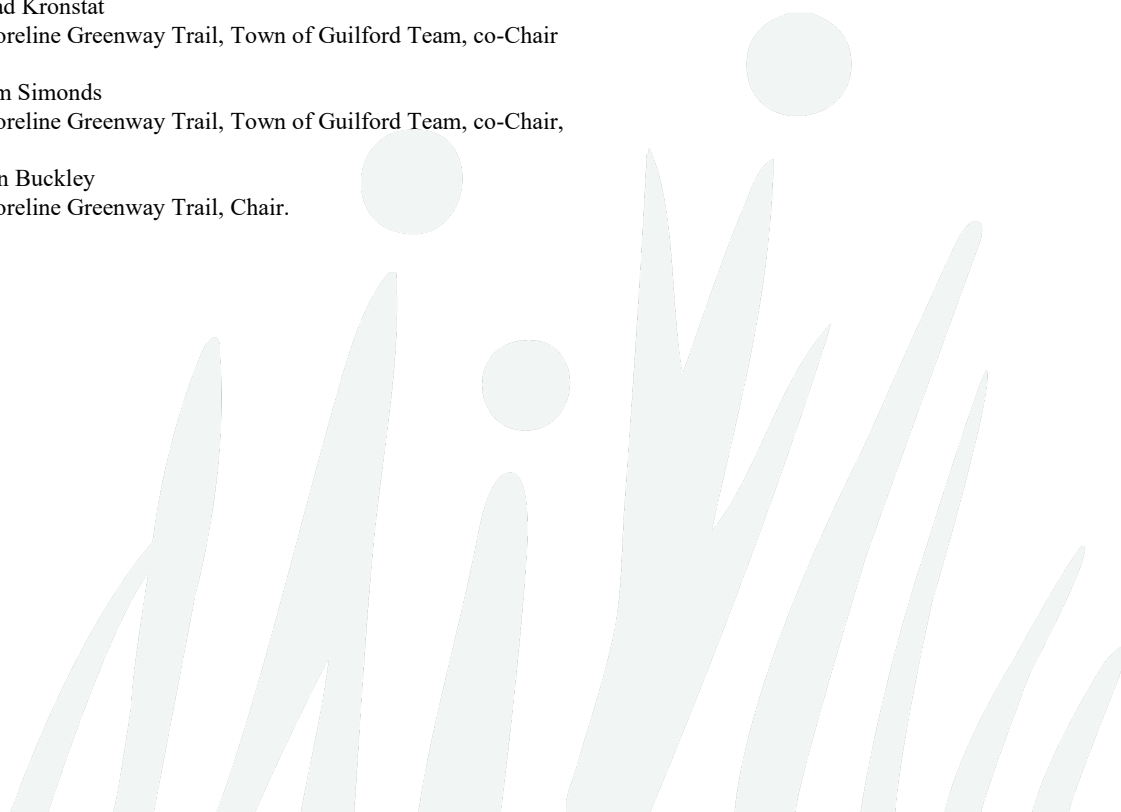 ad Kronstat
oreline Greenway Trail, Town of Guilford Team, co-Chair
m Simonds
oreline Greenway Trail, Town of Guilford Team, co-Chair,
n Buckley
oreline Greenway Trail, Chair.